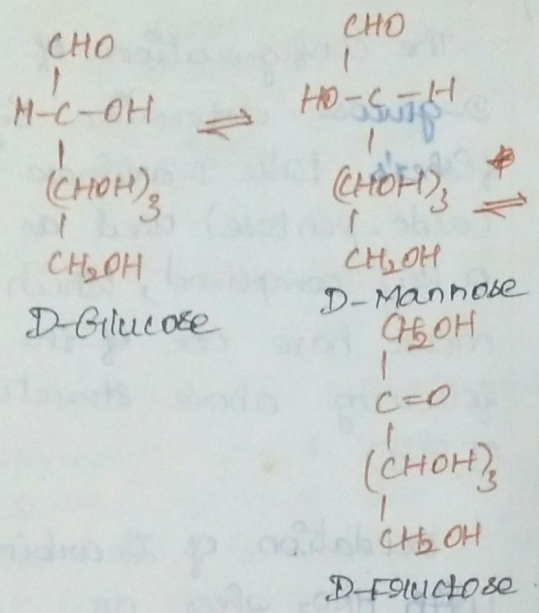 CHO
H-C-OH
(CHOH)3
CH2OH
D-Glucose
⇌
CHO
HO-C-H
(CHOH)3
CH2OH
D-Mannose
⇌
CH2OH
C=O
(CHOH)3
CH2OH
D-Fructose